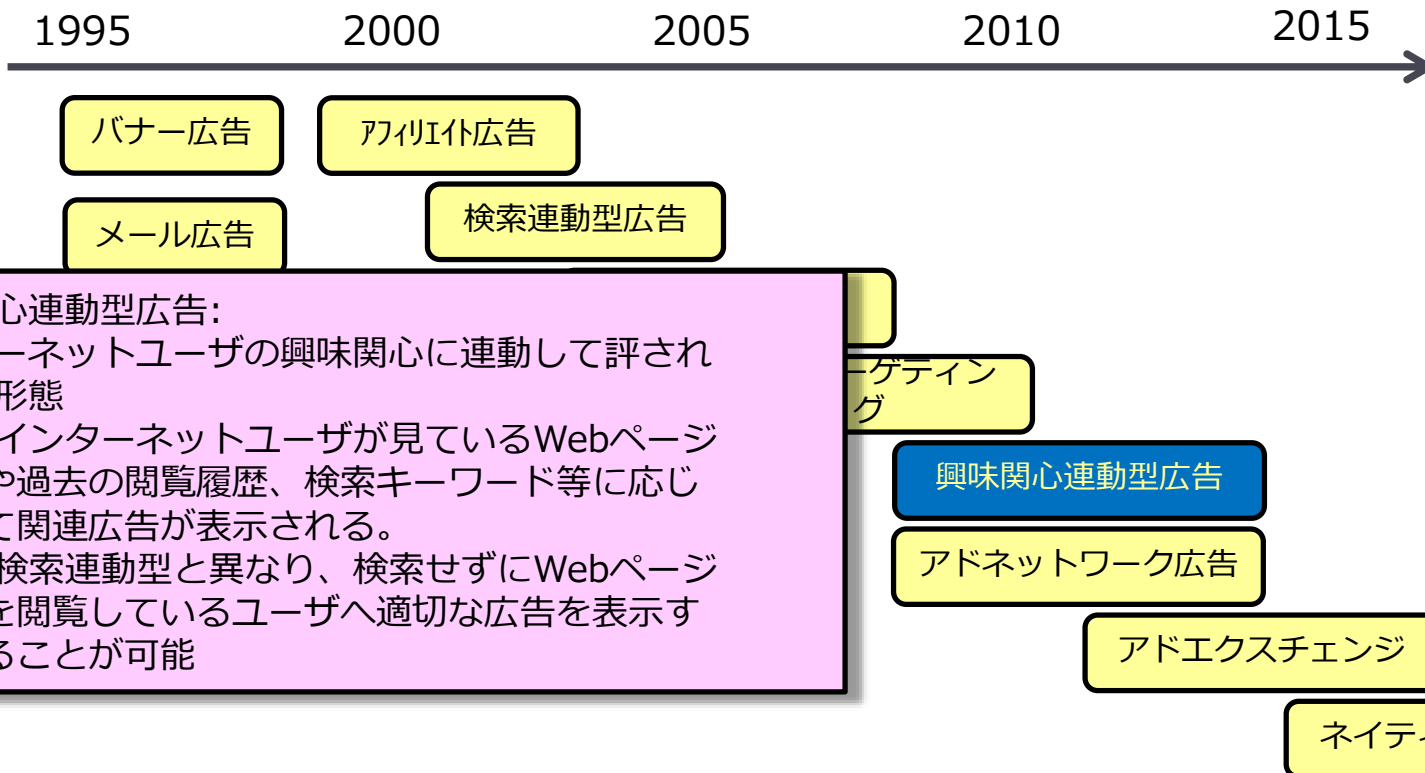 1995
2000
2005
2010
2015
バナー広告
アフィリエイト広告
メール広告
検索連動型広告
心連動型広告:
ーネットユーザの興味関心に連動して評され
形態
インターネットユーザが見ているWebページ
や過去の閲覧履歴、検索キーワード等に応じ
て関連広告が表示される。
検索連動型と異なり、検索せずにWebページ
を閲覧しているユーザへ適切な広告を表示す
ることが可能
ーゲティン
グ
興味関心連動型広告
アドネットワーク広告
アドエクスチェンジ
ネイテ